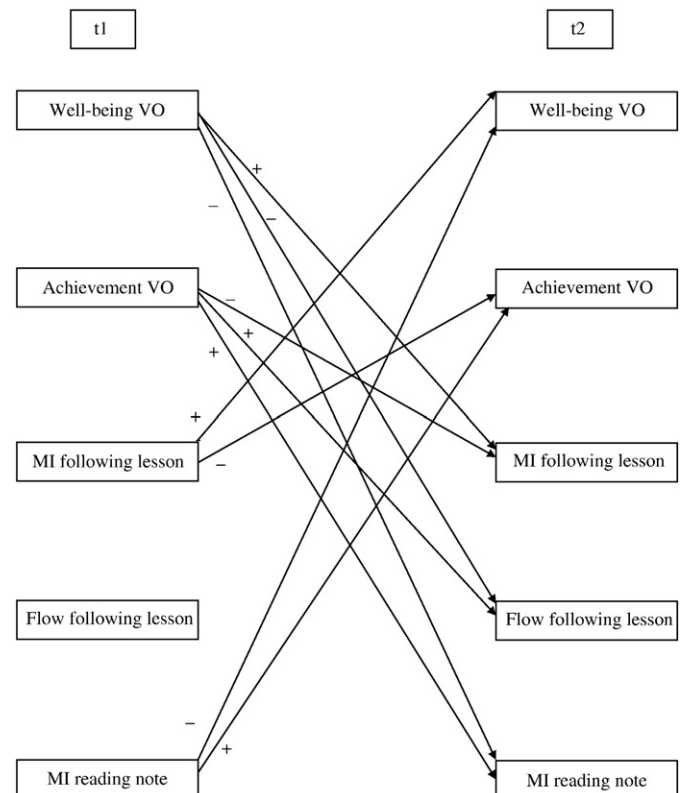 t1 t2
Well-being VO Well-being VO
+
–
–
Achievement VO Achievement VO
–
+
+
+
MI following lesson MI following lesson
–
Flow following lesson Flow following lesson
–
+
MI reading note MI reading note